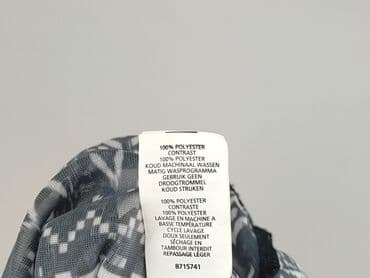 100% POLYESTER
CONTRAST
100% POLYESTER
KOUD MACHINAAL WASSEN
MATIG WASPROGRAMMA
GEBRUIK GEEN
DROOGTROMMEL
KOUD STRIJKEN
100% POLYESTER
CONTRASTE
100% POLYESTER
LAVAGE EN MACHINE A
BASSE TEMPÉRATURE
CYCLE LAVAGE
DOUX SEULEMENT
SÉCHAGE EN
TAMBOUR INTERDIT
REPASSAGE LÉGER
8715741